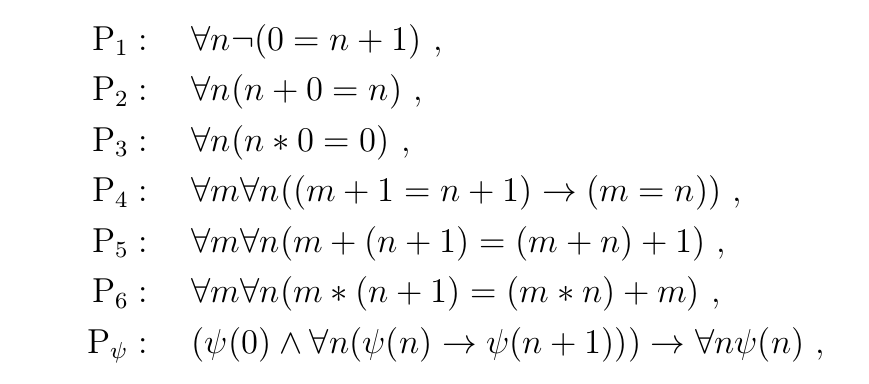 P₁ : ∀n¬(0 = n + 1) ,
P₂ : ∀n(n + 0 = n) ,
P₃ : ∀n(n ∗ 0 = 0) ,
P₄ : ∀m∀n((m + 1 = n + 1) → (m = n)) ,
P₅ : ∀m∀n(m + (n + 1) = (m + n) + 1) ,
P₆ : ∀m∀n(m ∗ (n + 1) = (m ∗ n) + m) ,
P_ψ : (ψ(0) ∧ ∀n(ψ(n) → ψ(n + 1))) → ∀nψ(n) ,